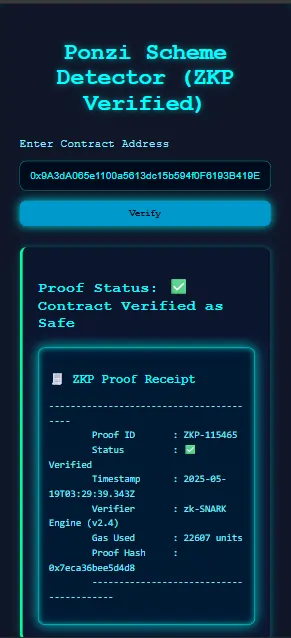 Ponzi Scheme
Detector (ZKP
Verified)
Enter Contract Address
0x9A3dA065e1100a5613dc15b594f0F6193B419E
Verify
Proof Status: ✅
Contract Verified as
Safe
🧾 ZKP Proof Receipt
------------------------------------
----
Proof ID : ZKP-115465
Status : ✅
Verified
Timestamp : 2025-05-
19T03:29:39.343Z
Verifier : zk-SNARK
Engine (v2.4)
Gas Used : 22607 units
Proof Hash :
0x7eca36bee5d4d8
----------------------------
------------